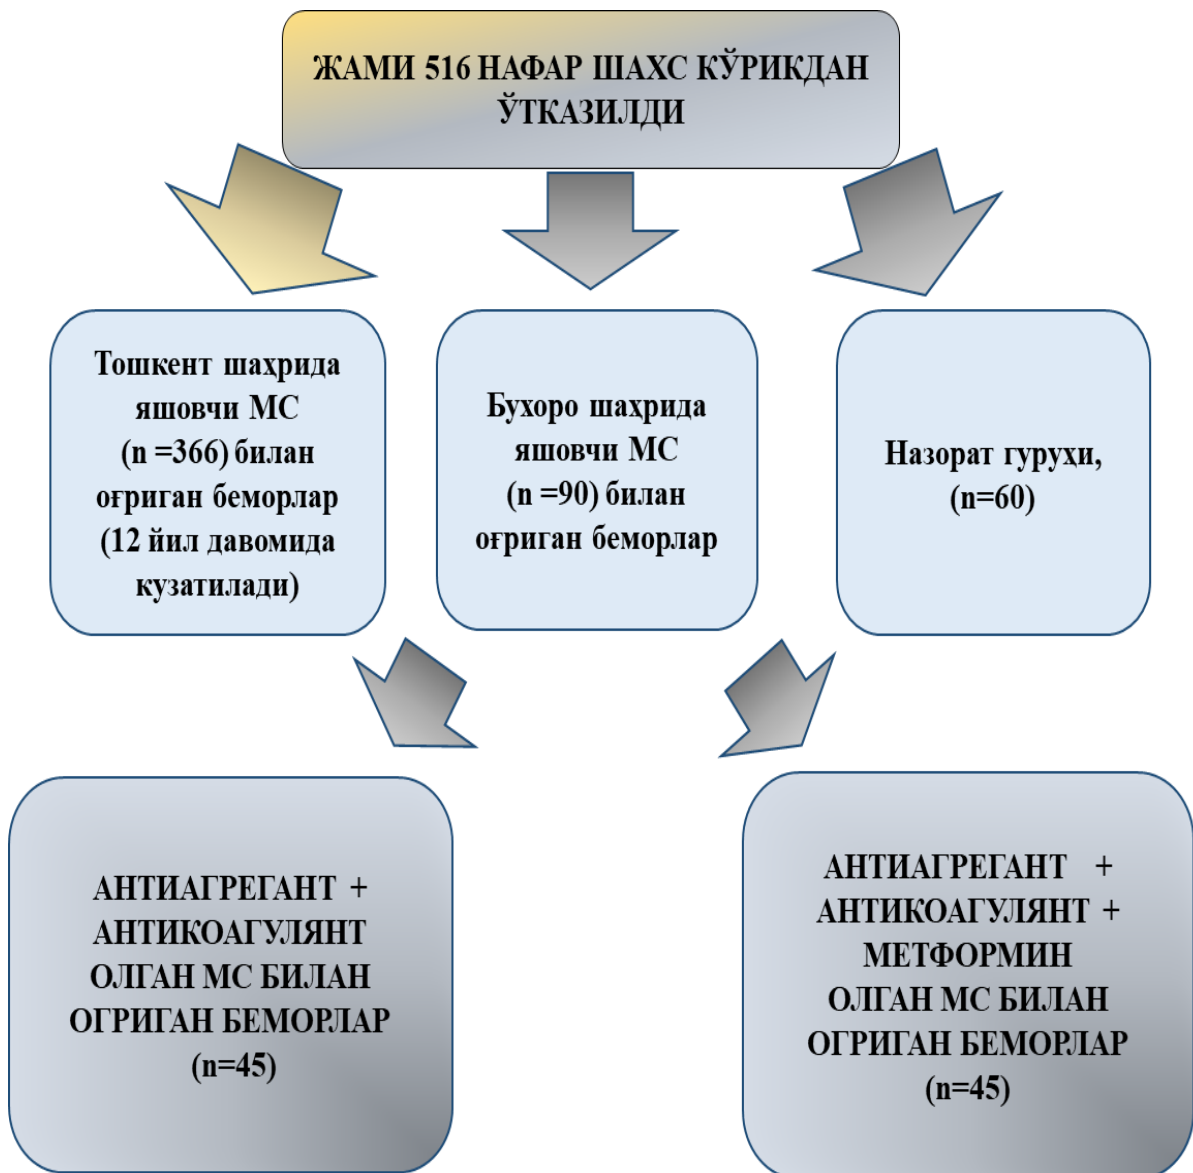 ЖАМИ 516 НАФАР ШАХС КЎРИКДАН
ЎТКАЗИЛДИ
Тошкент шаҳрида
яшовчи МС
(n =366) билан
оғриган беморлар
(12 йил давомида
кузатилади)
Бухоро шаҳрида
яшовчи МС
(n =90) билан
оғриган беморлар
Назорат гуруҳи,
(n=60)
АНТИАГРЕГАНТ +
АНТИКОАГУЛЯНТ
ОЛГАН МС БИЛАН
ОГРИГАН БЕМОРЛАР
(n=45)
АНТИАГРЕГАНТ +
АНТИКОАГУЛЯНТ +
МЕТФОРМИН
ОЛГАН МС БИЛАН
ОГРИГАН БЕМОРЛАР
(n=45)